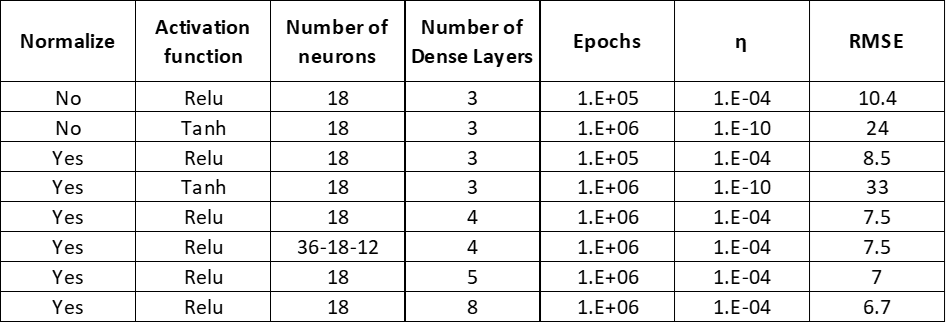 Normalize Activation function Number of neurons Number of Dense Layers Epochs η RMSE
No Relu 18 3 1.E+05 1.E-04 10.4
No Tanh 18 3 1.E+06 1.E-10 24
Yes Relu 18 3 1.E+05 1.E-04 8.5
Yes Tanh 18 3 1.E+06 1.E-10 33
Yes Relu 18 4 1.E+06 1.E-04 7.5
Yes Relu 36-18-12 4 1.E+06 1.E-04 7.5
Yes Relu 18 5 1.E+06 1.E-04 7
Yes Relu 18 8 1.E+06 1.E-04 6.7